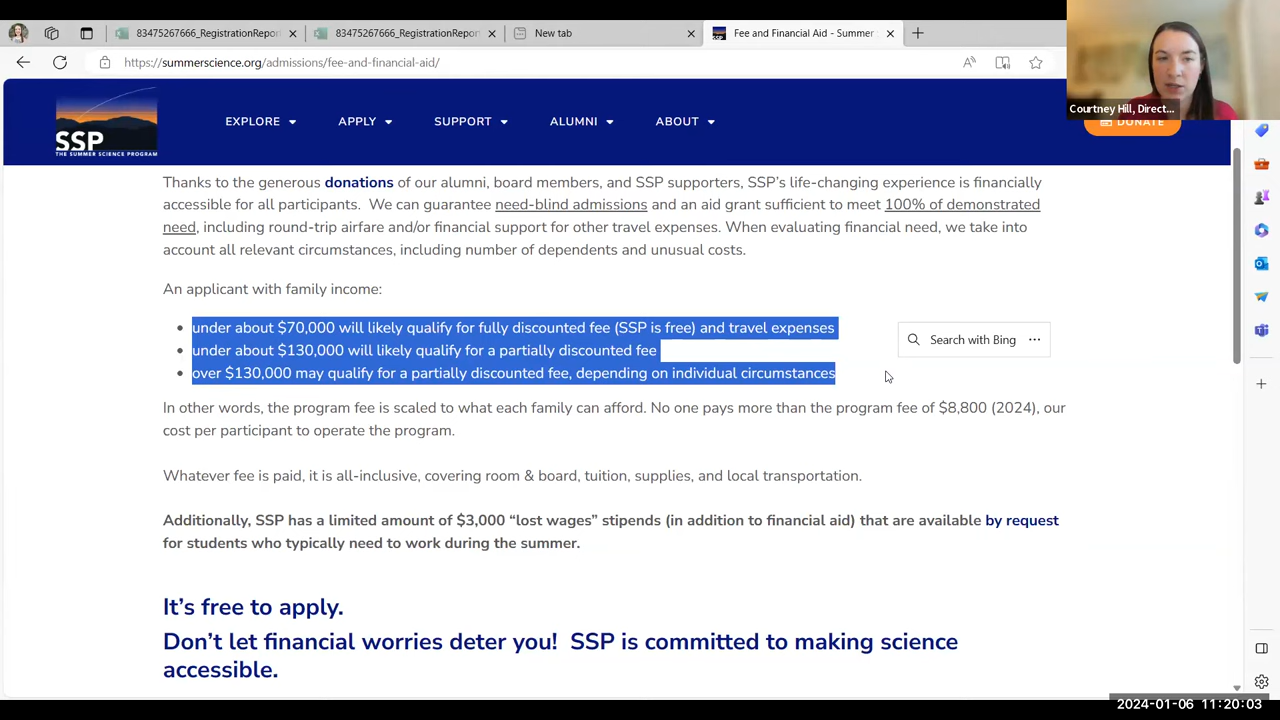 83475267666_RegistrationRepor
83475267666_RegistrationRepor
New tab
Fee and Financial Aid - Summer
https://summerscience.org/admissions/fee-and-financial-aid/
Courtney Hill, Direct...
SSP
THE SUMMER SCIENCE PROGRAM
EXPLORE
APPLY
SUPPORT
ALUMNI
ABOUT
DONATE
Thanks to the generous donations of our alumni, board members, and SSP supporters, SSP's life-changing experience is financially
accessible for all participants. We can guarantee need-blind admissions and an aid grant sufficient to meet 100% of demonstrated
need, including round-trip airfare and/or financial support for other travel expenses. When evaluating financial need, we take into
account all relevant circumstances, including number of dependents and unusual costs.
An applicant with family income:
• under about $70,000 will likely qualify for fully discounted fee (SSP is free) and travel expenses
• under about $130,000 will likely qualify for a partially discounted fee
• over $130,000 may qualify for a partially discounted fee, depending on individual circumstances
Search with Bing
In other words, the program fee is scaled to what each family can afford. No one pays more than the program fee of $8,800 (2024), our
cost per participant to operate the program.
Whatever fee is paid, it is all-inclusive, covering room & board, tuition, supplies, and local transportation.
Additionally, SSP has a limited amount of $3,000 “lost wages” stipends (in addition to financial aid) that are available by request
for students who typically need to work during the summer.
It's free to apply.
Don't let financial worries deter you! SSP is committed to making science
accessible.
2024-01-06 11:20:03